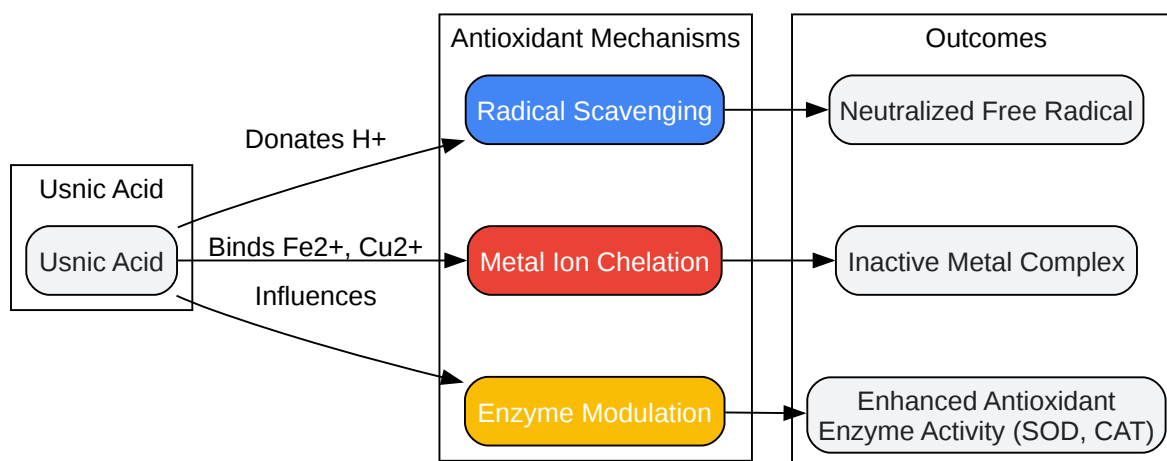 Antioxidant Mechanisms
Outcomes
Radical Scavenging
Neutralized Free Radical
Donates H+
Usnic Acid
Usnic Acid
Binds Fe2+, Cu2+
Metal Ion Chelation
Inactive Metal Complex
Influences
Enzyme Modulation
Enhanced Antioxidant
Enzyme Activity (SOD, CAT)